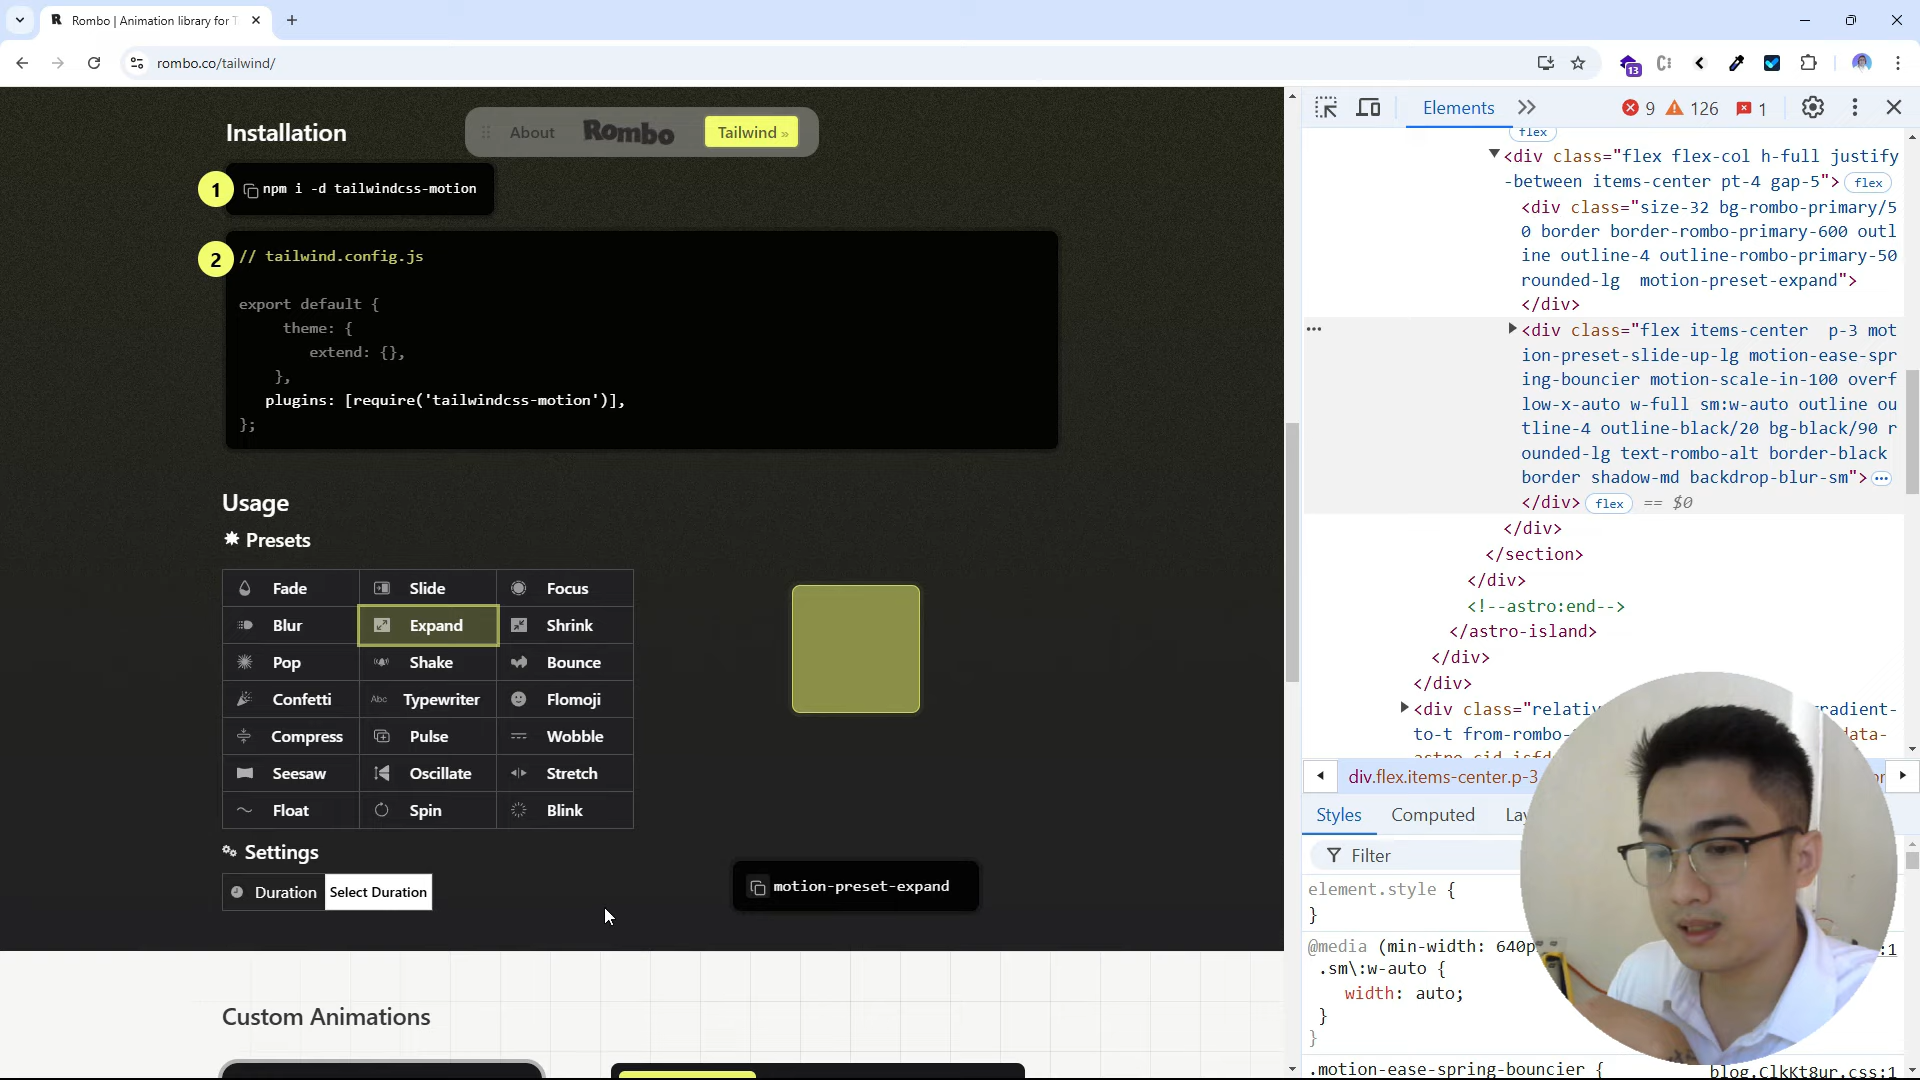 Rombo | Animation library for T
rombo.co/tailwind/
13
Installation
About
Rombo
Tailwind »
1
npm i -d tailwindcss-motion
2
// tailwind.config.js
export default {
theme: {
extend: {},
},
plugins: [require('tailwindcss-motion')],
};
Usage
Presets
Fade
Slide
Focus
Blur
Expand
Shrink
Pop
Shake
Bounce
Confetti
Abc
Typewriter
Flomoji
Compress
Pulse
Wobble
Seesaw
Oscillate
Stretch
Float
Spin
Blink
Settings
Duration
Select Duration
motion-preset-expand
Custom Animations
Elements
9
126
1
flex
<div class="flex flex-col h-full justify
-between items-center pt-4 gap-5"> flex
<div class="size-32 bg-rombo-primary/5
0 border border-rombo-primary-600 outl
ine outline-4 outline-rombo-primary-50
rounded-lg  motion-preset-expand">
</div>
<div class="flex items-center  p-3 mot
ion-preset-slide-up-lg motion-ease-spr
ing-bouncier motion-scale-in-100 overf
low-x-auto w-full sm:w-auto outline ou
tline-4 outline-black/20 bg-black/90 r
ounded-lg text-rombo-alt border-black
border shadow-md backdrop-blur-sm">
</div> flex == $0
</div>
</section>
</div>
<!--astro:end-->
</astro-island>
</div>
</div>
<div class="relativ
radient-
to-t from-rombo-
data-
div.flex.items-center.p-3
Styles
Computed
Lay
Filter
element.style {
}
@media (min-width: 640p
:1
.sm\:w-auto {
width: auto;
}
}
.motion-ease-spring-bouncier {
blog.ClkKt8ur.css:1